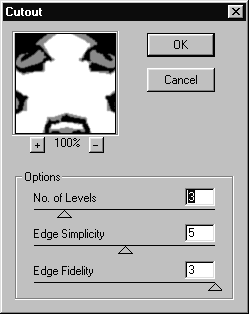 Cutout
OK
Cancel
+ 100% −
Options
No. of Levels 3
Edge Simplicity 5
Edge Fidelity 3